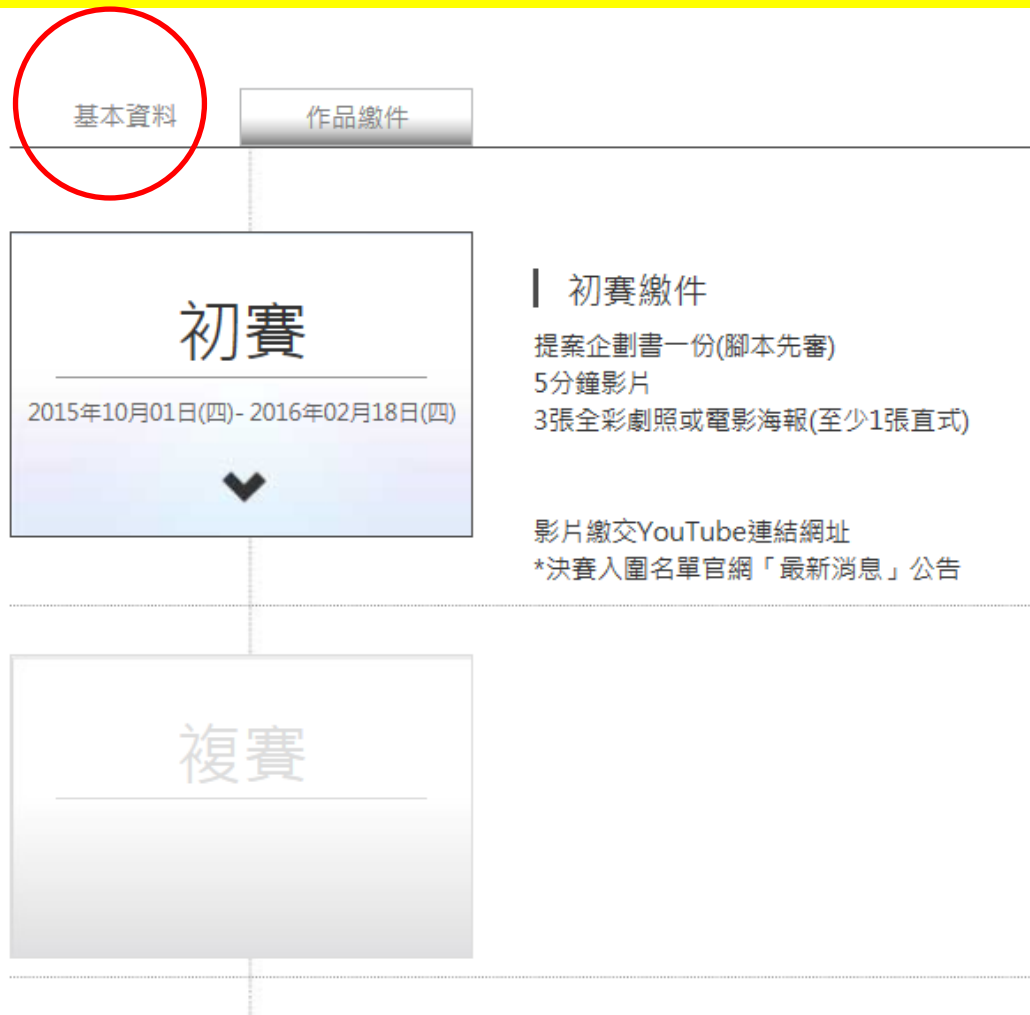 基本資料
作品繳件
初賽
2015年10月01日(四)- 2016年02月18日(四)
初賽繳件
提案企劃書一份(腳本先審)
5分鐘影片
3張全彩劇照或電影海報(至少1張直式)
影片繳交YouTube連結網址
*決賽入圍名單官網「最新消息」公告
複賽